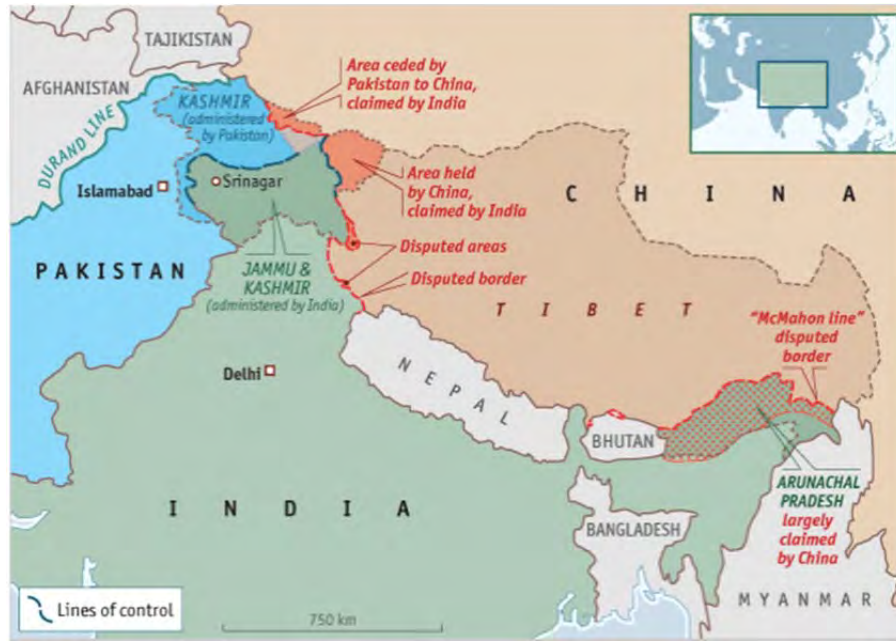 TAJIKISTAN
AFGHANISTAN
DURAND LINE
KASHMIR
(administered
by Pakistan)
Area ceded by
Pakistan to China,
claimed by India
Islamabad
Srinagar
Area held
by China,
claimed by India
C H I N A
PAKISTAN
JAMMU &
KASHMIR
(administered by India)
Disputed areas
Disputed border
T I B E T
"McMahon line"
disputed
border
Delhi
N E P A L
BHUTAN
ARUNACHAL
PRADESH
largely
claimed
by China
I N D I A
BANGLADESH
MYANMAR
Lines of control
750 km